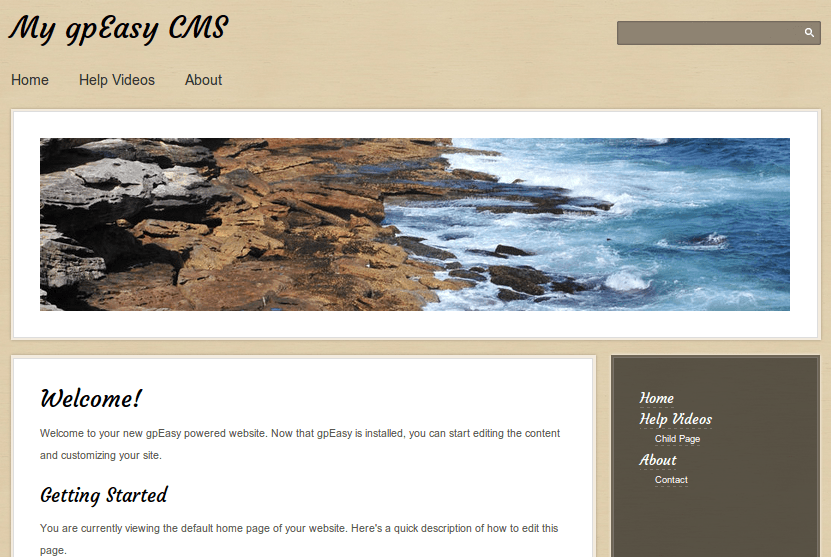 My gpEasy CMS
Home Help Videos About
Welcome!
Welcome to your new gpEasy powered website. Now that gpEasy is installed, you can start editing the content
and customizing your site.
Getting Started
You are currently viewing the default home page of your website. Here's a quick description of how to edit this
page.
Home
Help Videos
Child Page
About
Contact